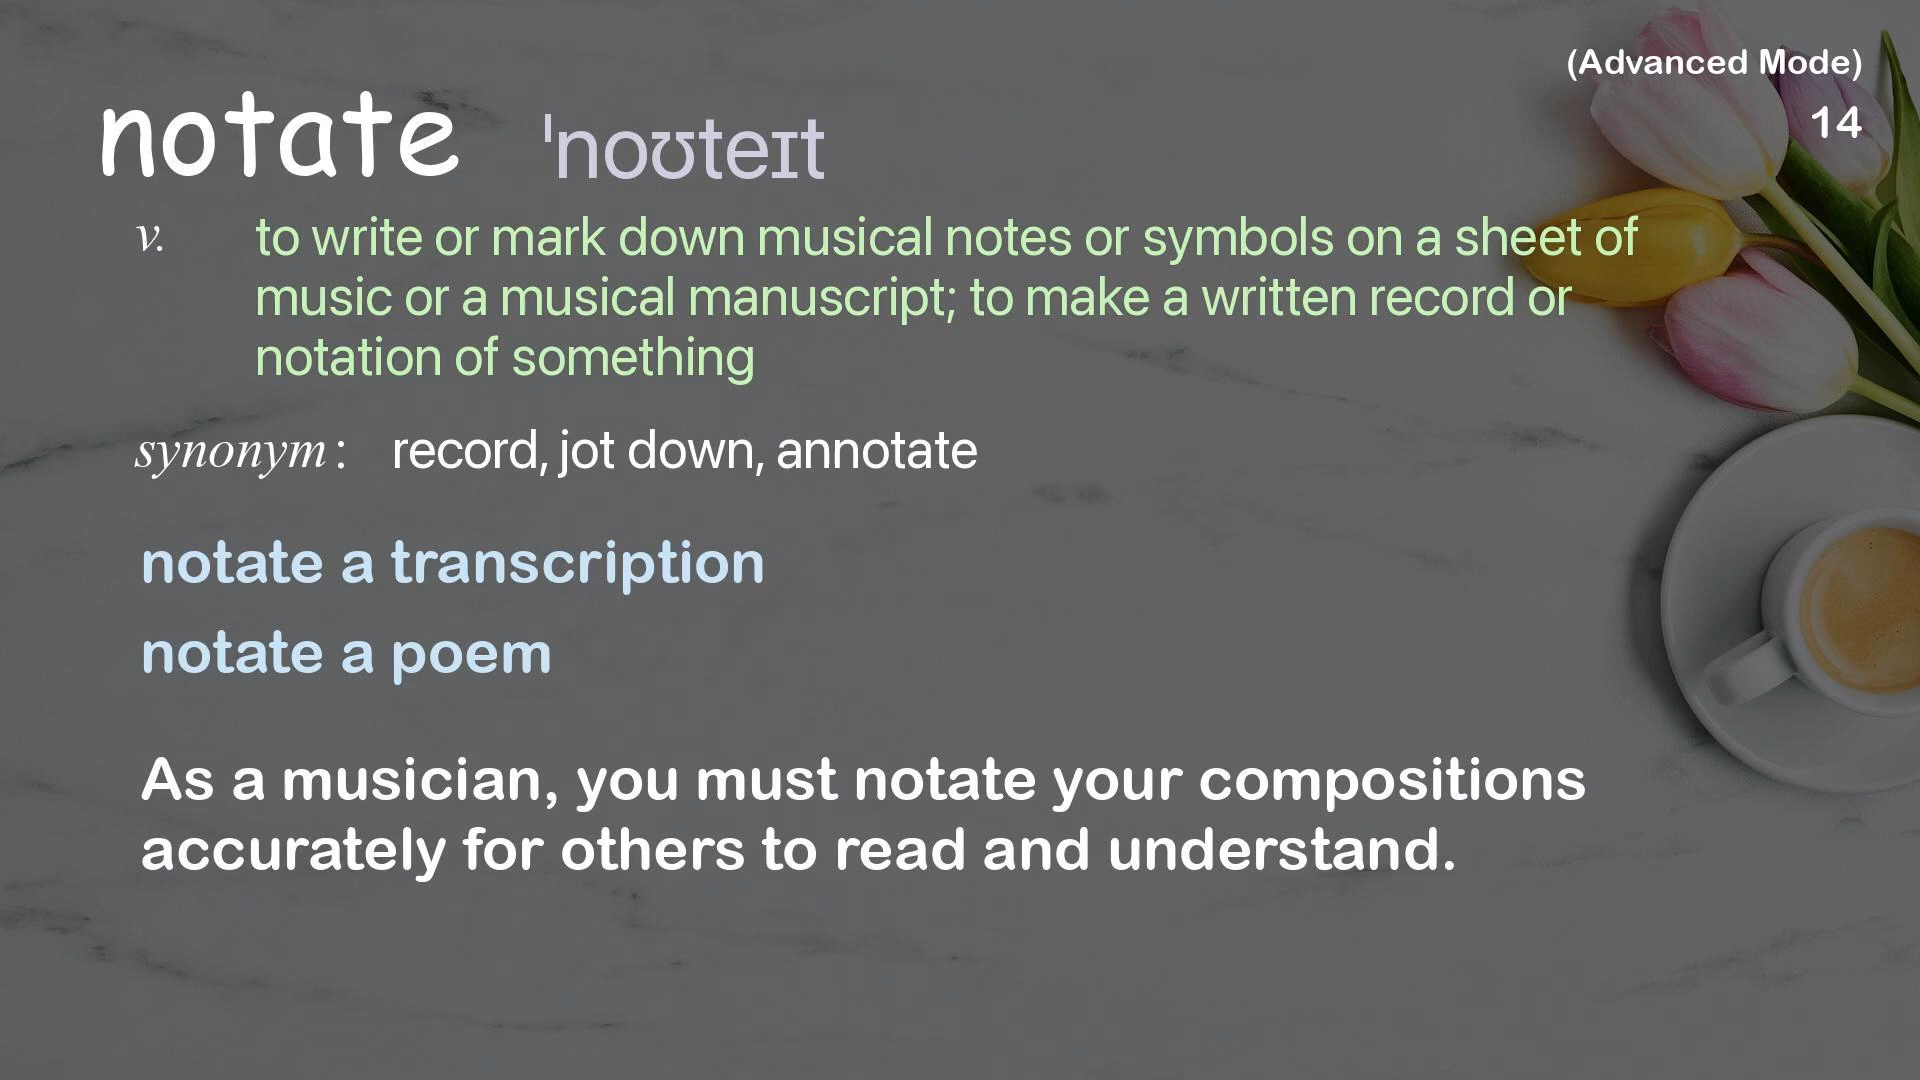 (Advanced Mode)
14
notate ˈnoʊteɪt
v. to write or mark down musical notes or symbols on a sheet of
music or a musical manuscript; to make a written record or
notation of something
synonym : record, jot down, annotate
notate a transcription
notate a poem
As a musician, you must notate your compositions
accurately for others to read and understand.